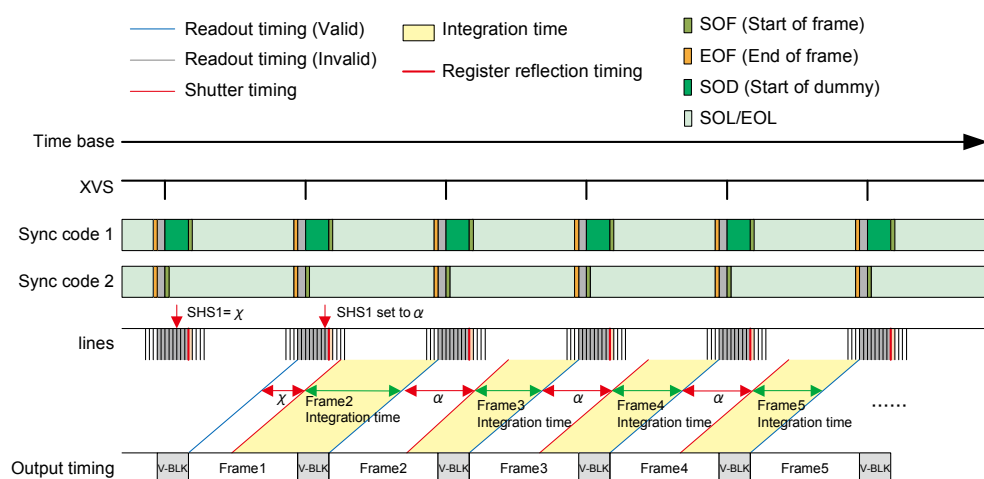 Readout timing (Valid)
Readout timing (Invalid)
Shutter timing
Integration time
Register reflection timing
SOF (Start of frame)
EOF (End of frame)
SOD (Start of dummy)
SOL/EOL
Time base
XVS
Sync code 1
Sync code 2
SHS1= χ
SHS1 set to α
lines
χ
Frame2
Integration time
α
Frame3
Integration time
α
Frame4
Integration time
α
Frame5
Integration time
......
Output timing
V-BLK Frame1 V-BLK Frame2 V-BLK Frame3 V-BLK Frame4 V-BLK Frame5 V-BLK